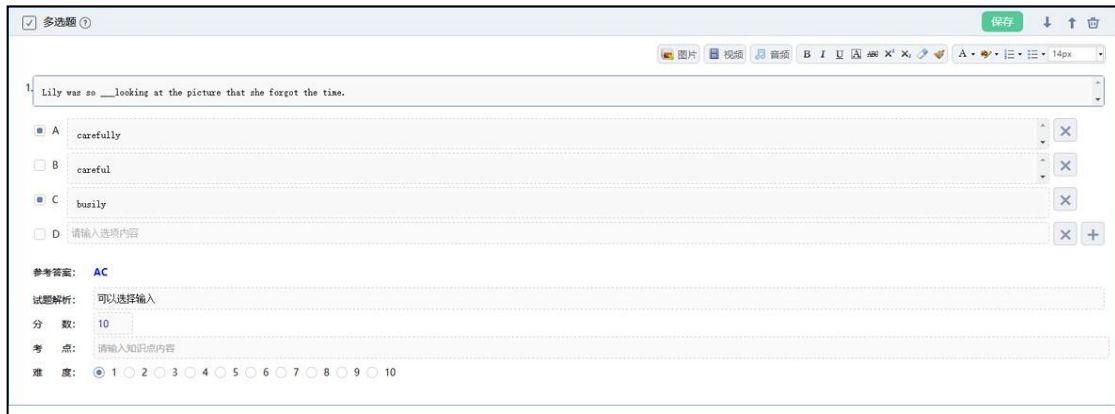 多选题 ?
保存
图片 视频 音频 B I U A ABC X² X₂ A 14px
1. Lily was so ___looking at the picture that she forgot the time.
A carefully
B careful
C busily
D 请输入选项内容
参考答案： AC
试题解析： 可以选择输入
分 数： 10
考 点： 请输入知识点内容
难 度： 1 2 3 4 5 6 7 8 9 10